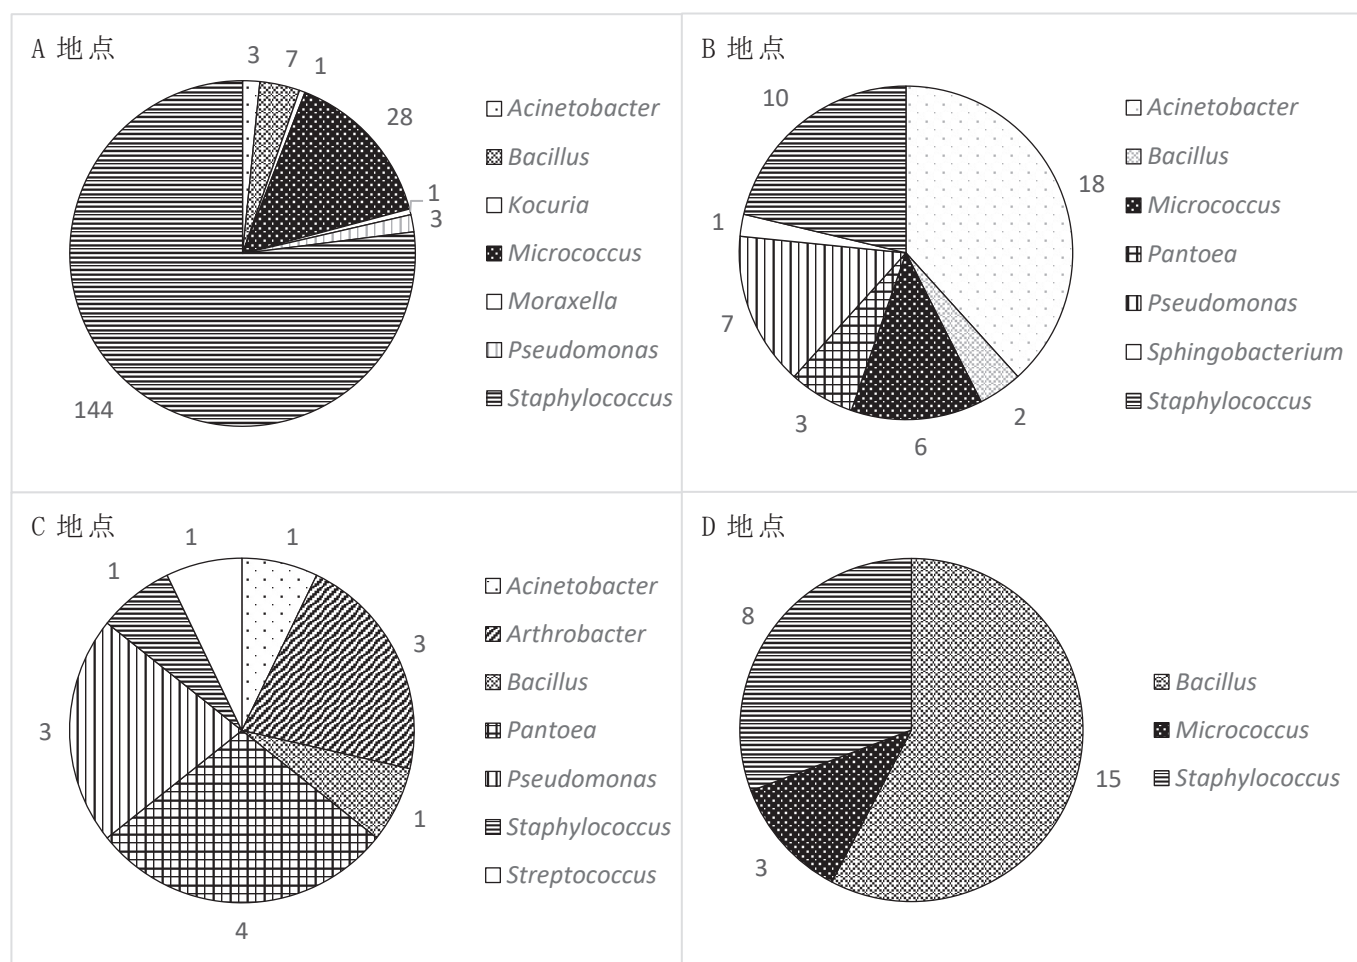 A 地点
3
7
1
28
1
3
144
Acinetobacter
Bacillus
Kocuria
Micrococcus
Moraxella
Pseudomonas
Staphylococcus
B 地点
10
18
1
7
3
6
2
Acinetobacter
Bacillus
Micrococcus
Pantoea
Pseudomonas
Sphingobacterium
Staphylococcus
C 地点
1
1
1
3
3
1
4
Acinetobacter
Arthrobacter
Bacillus
Pantoea
Pseudomonas
Staphylococcus
Streptococcus
D 地点
8
15
3
Bacillus
Micrococcus
Staphylococcus